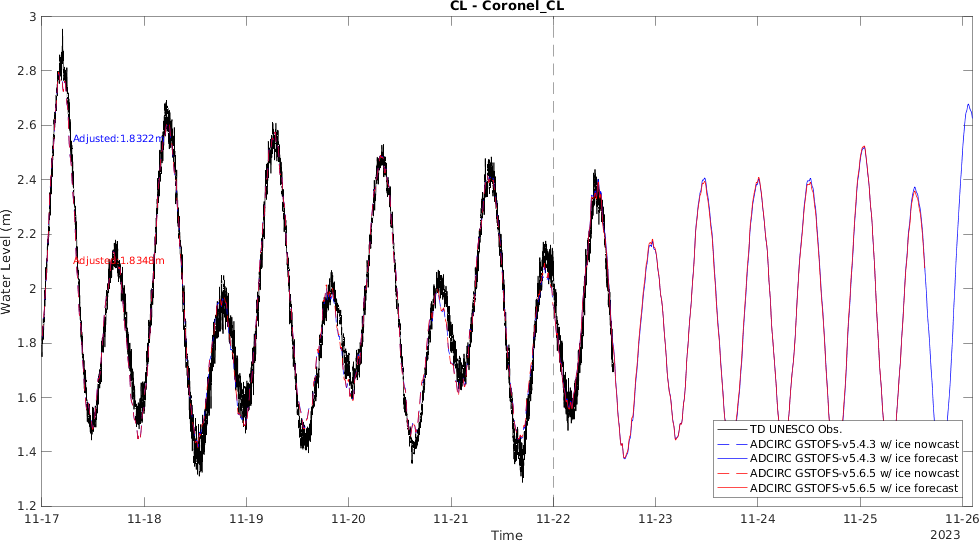 CL - Coronel_CL
3
2.8
2.6
2.4
2.2
2
1.8
1.6
1.4
1.2
Water Level (m)
Adjusted:1.8322m
Adjusted:1.8348m
TD UNESCO Obs.
ADCIRC GSTOFS-v5.4.3 w/ ice nowcast
ADCIRC GSTOFS-v5.4.3 w/ ice forecast
ADCIRC GSTOFS-v5.6.5 w/ ice nowcast
ADCIRC GSTOFS-v5.6.5 w/ ice forecast
11-17 11-18 11-19 11-20 11-21 11-22 11-23 11-24 11-25 11-26
Time
2023